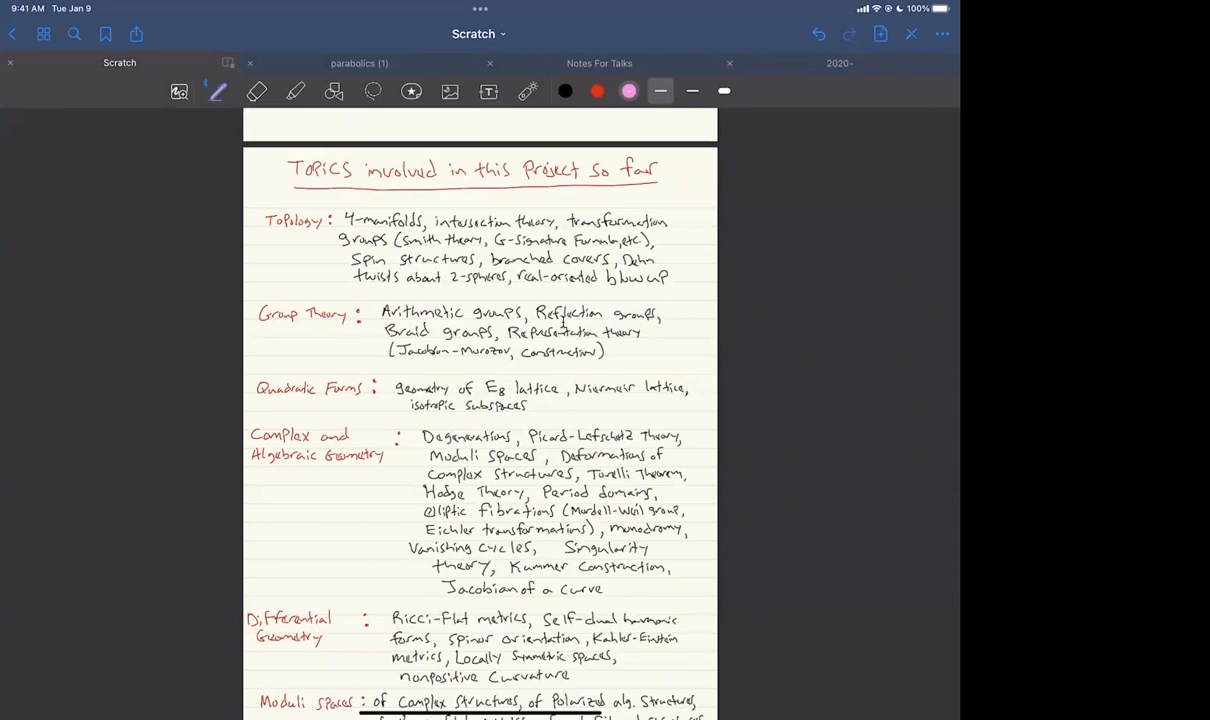 9:41 AM Tue Jan 9
100%
Scratch
Scratch
parabolics (1)
Notes For Talks
2020-
TOPICS involved in this Project so far
Topology: 4-manifolds, intersection theory, transformation
groups (Smith theory, G-signature Formula, etc.),
Spin structures, branched covers, Dehn
twists about 2-spheres, real-oriented blowup
Group Theory: Arithmetic groups, Reflection groups,
Braid groups, Representation theory
(Jacobson-Morozov, construction)
Quadratic Forms: geometry of E8 lattice, Niemeir lattice,
isotropic subspaces
Complex and
Algebraic Geometry: Degenerations, Picard-Lefschetz Theory,
Moduli spaces, Deformations of
Complex structures, Torelli Theorem,
Hodge Theory, Period domains,
elliptic fibrations (Mordell-Weil group,
Eichler transformations), monodromy,
Vanishing cycles, Singularity
theory, Kummer Construction,
Jacobian of a curve
Differential
Geometry: Ricci-Flat metrics, Self-dual harmonic
forms, spinor orientation, Kahler-Einstein
metrics, Locally Symmetric spaces,
nonpositive Curvature
Moduli spaces: of Complex Structures, of Polarized alg. Structures,